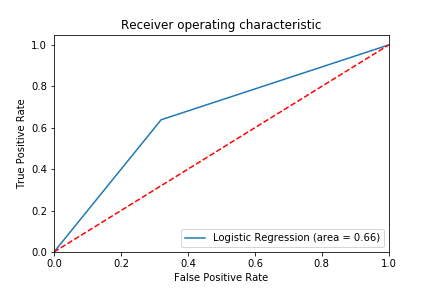 Receiver operating characteristic
True Positive Rate
1.0
0.8
0.6
0.4
0.2
0.0
Logistic Regression (area = 0.66)
0.0 0.2 0.4 0.6 0.8 1.0
False Positive Rate